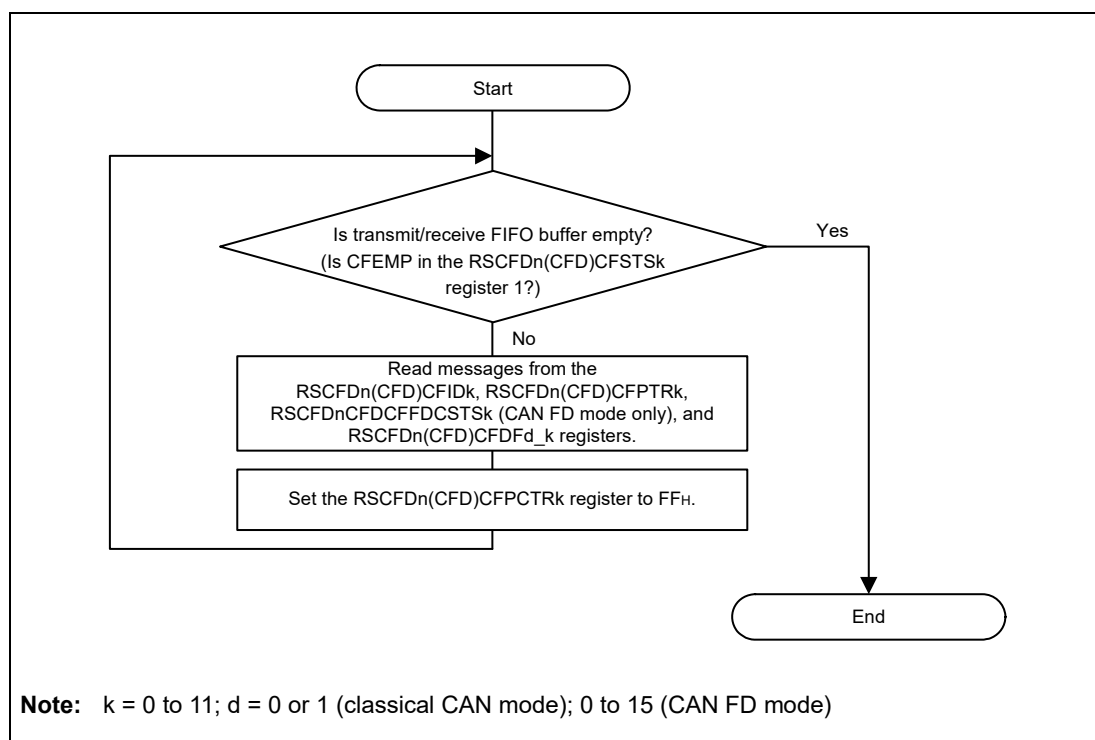 Start
Is transmit/receive FIFO buffer empty?
(Is CFEMP in the RSCFDn(CFD)CFSTSk
register 1?)
Yes
No
Read messages from the
RSCFDn(CFD)CFIDk, RSCFDn(CFD)CFPTRk,
RSCFDnCFDCFFDCSTSk (CAN FD mode only), and
RSCFDn(CFD)CFDFd_k registers.
Set the RSCFDn(CFD)CFPCTRk register to FFH.
End
Note: k = 0 to 11; d = 0 or 1 (classical CAN mode); 0 to 15 (CAN FD mode)